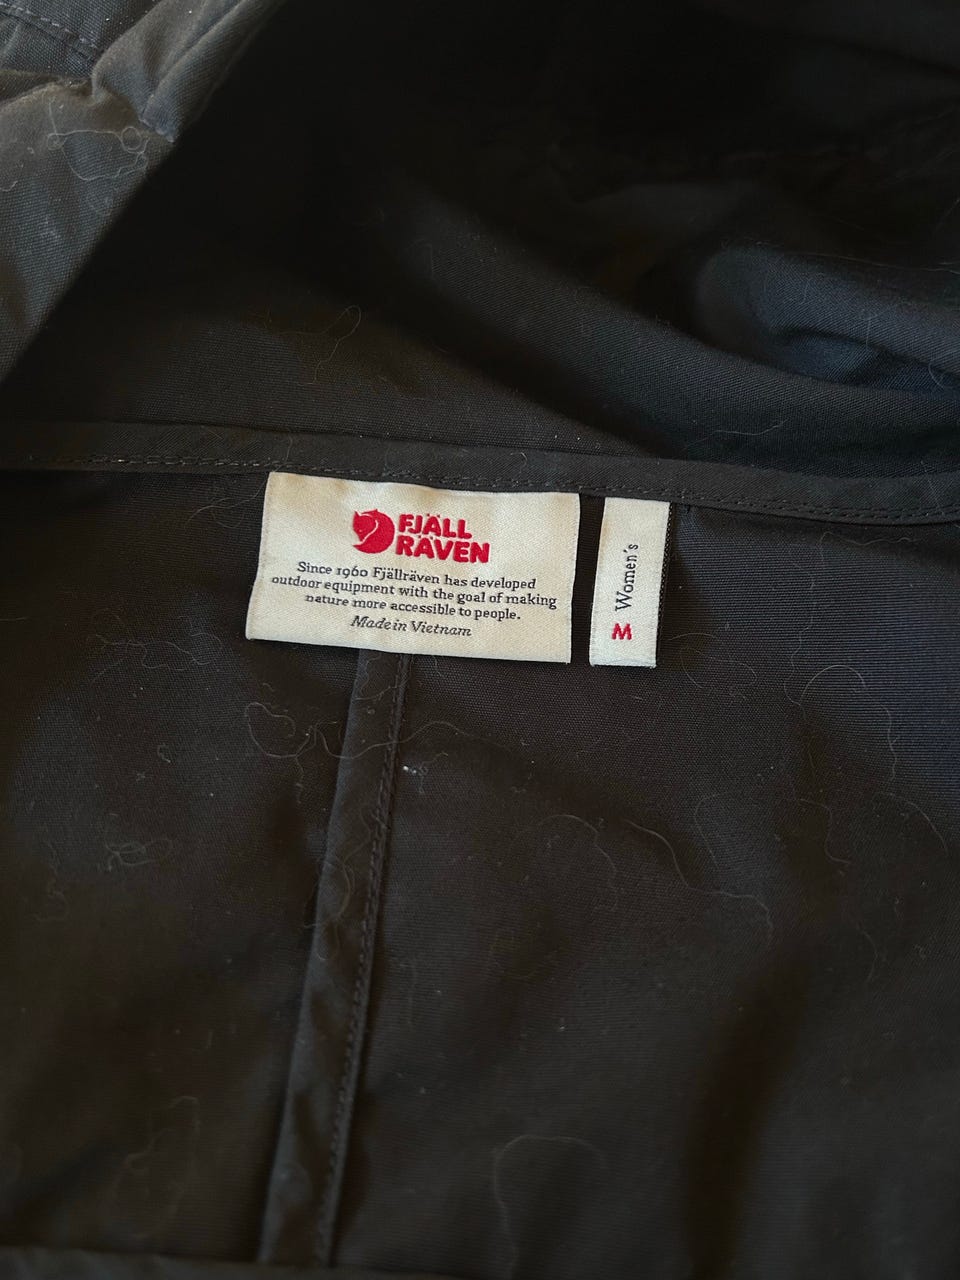 FJÄLL
RÄVEN
Since 1960 Fjällräven has developed
outdoor equipment with the goal of making
nature more accessible to people.
Made in Vietnam
Women's
M